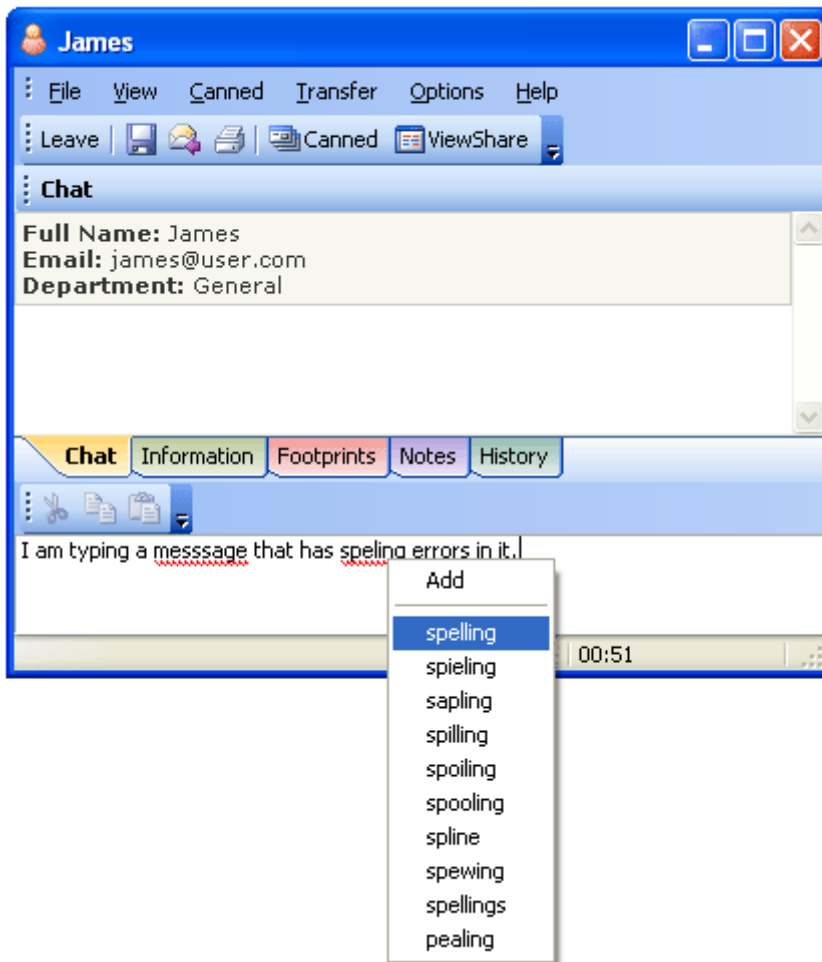 James
File View Canned Transfer Options Help
Leave Canned ViewShare
Chat
Full Name: James
Email: james@user.com
Department: General
Chat Information Footprints Notes History
I am typing a messsage that has speling errors in it.
Add
spelling
00:51
spieling
sapling
spilling
spoiling
spooling
spline
spewing
spellings
pealing